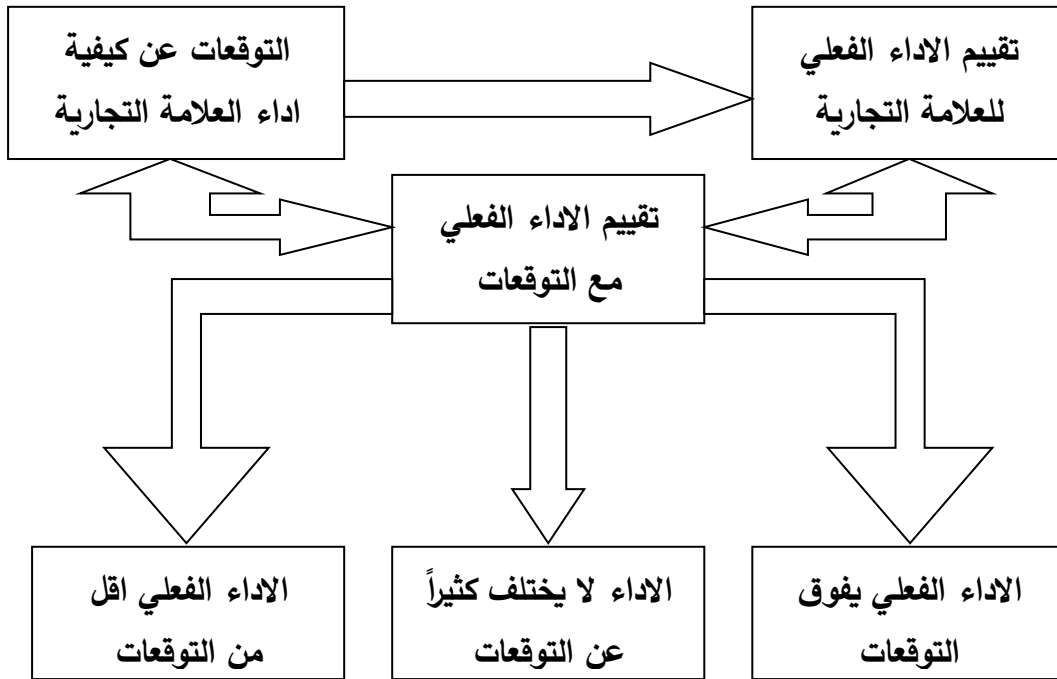 تقييم الاداء الفعلي
للعلامة التجارية
التوقعات عن كيفية
اداء العلامة التجارية
تقييم الاداء الفعلي
مع التوقعات
الاداء الفعلي يفوق
التوقعات
الاداء لا يختلف كثيراً
عن التوقعات
الاداء الفعلي اقل
من التوقعات